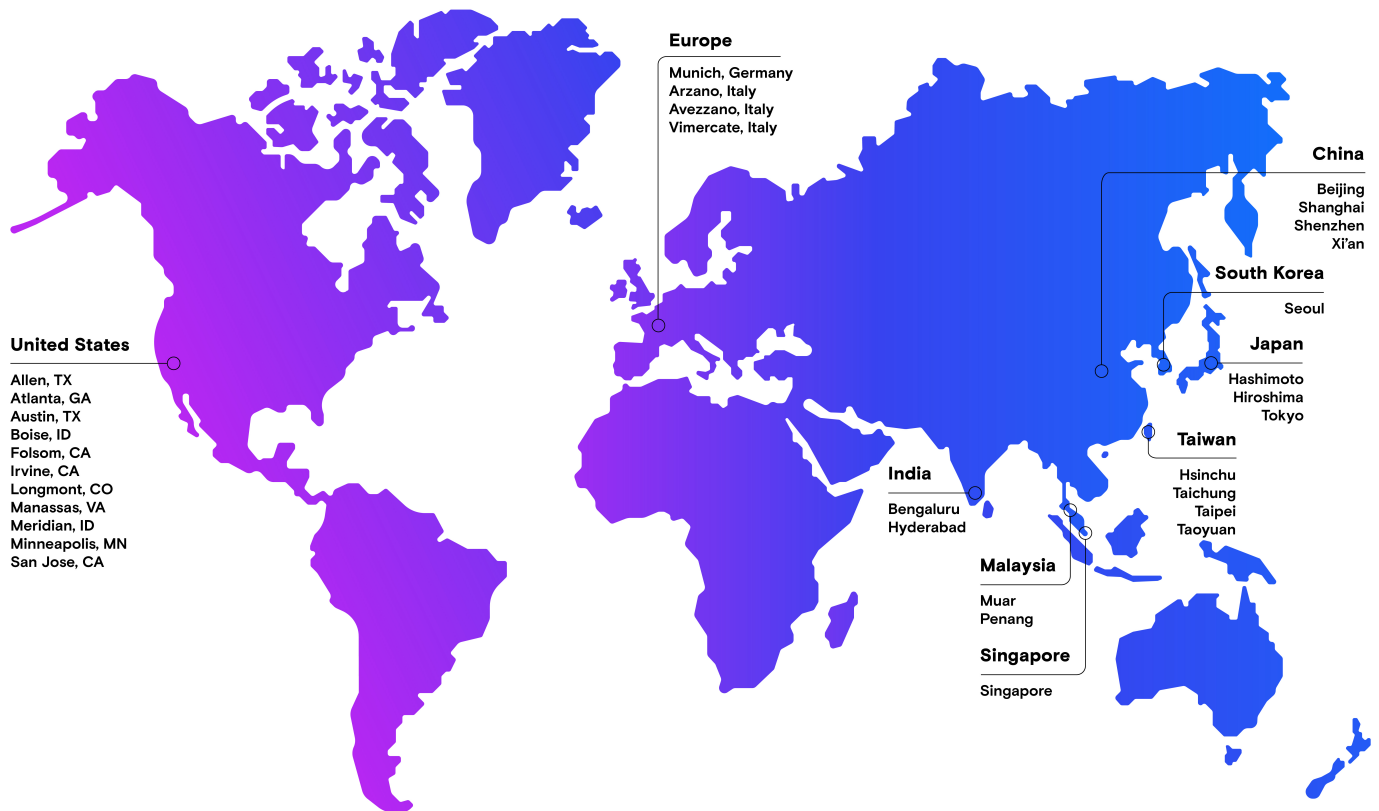 Europe
Munich, Germany
Arzano, Italy
Avezzano, Italy
Vimercate, Italy
China
Beijing
Shanghai
Shenzhen
Xi'an
South Korea
Seoul
Japan
Hashimoto
Hiroshima
Tokyo
United States
Allen, TX
Atlanta, GA
Austin, TX
Boise, ID
Folsom, CA
Irvine, CA
Longmont, CO
Manassas, VA
Meridian, ID
Minneapolis, MN
San Jose, CA
Taiwan
Hsinchu
Taichung
Taipei
Taoyuan
India
Bengaluru
Hyderabad
Malaysia
Muar
Penang
Singapore
Singapore